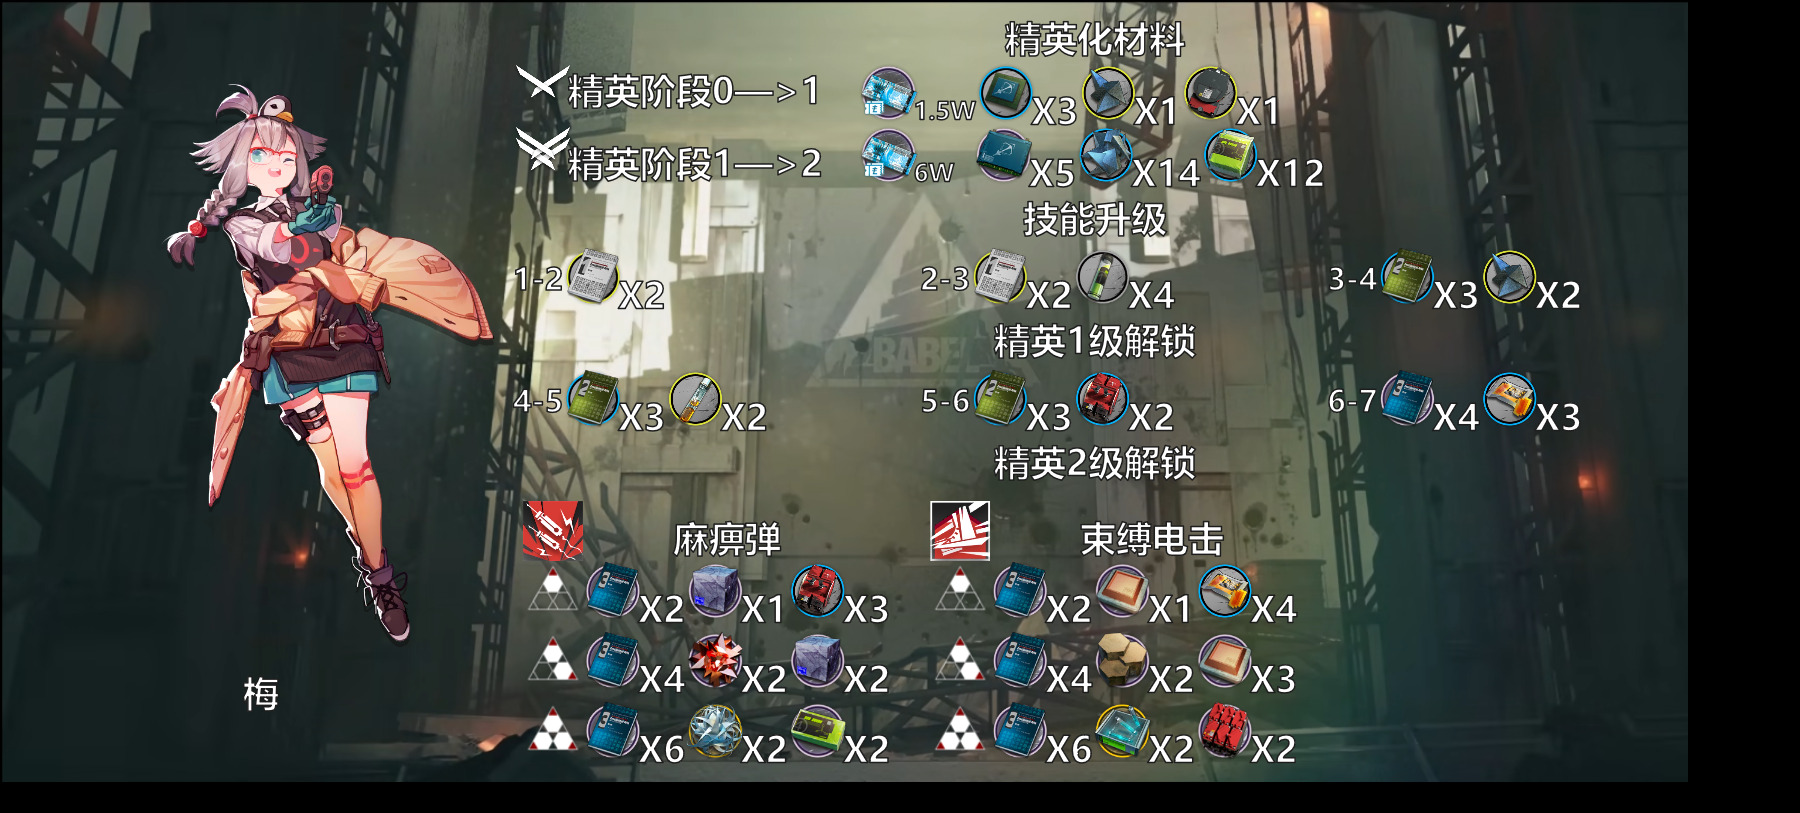 精英化材料
精英阶段0—>1 1.5W X3 X1 X1
精英阶段1—>2 6W X5 X14 X12
技能升级
1-2 X2 2-3 X2 X4 3-4 X3 X2
精英1级解锁
4-5 X3 X2 5-6 X3 X2 6-7 X4 X3
精英2级解锁
麻痹弹 束缚电击
X2 X1 X3 X2 X1 X4
X4 X2 X2 X4 X2 X3
X6 X2 X2 X6 X2 X2
梅
BABEL